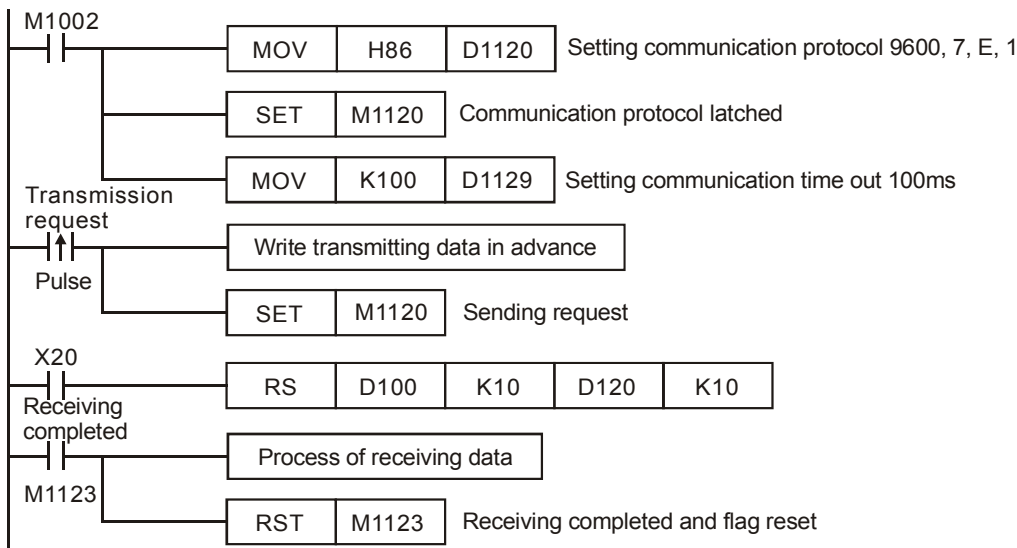 M1002
MOV H86 D1120 Setting communication protocol 9600, 7, E, 1
SET M1120 Communication protocol latched
MOV K100 D1129 Setting communication time out 100ms
Transmission
request
Pulse
Write transmitting data in advance
SET M1120 Sending request
X20
RS D100 K10 D120 K10
Receiving
completed
M1123
Process of receiving data
RST M1123 Receiving completed and flag reset